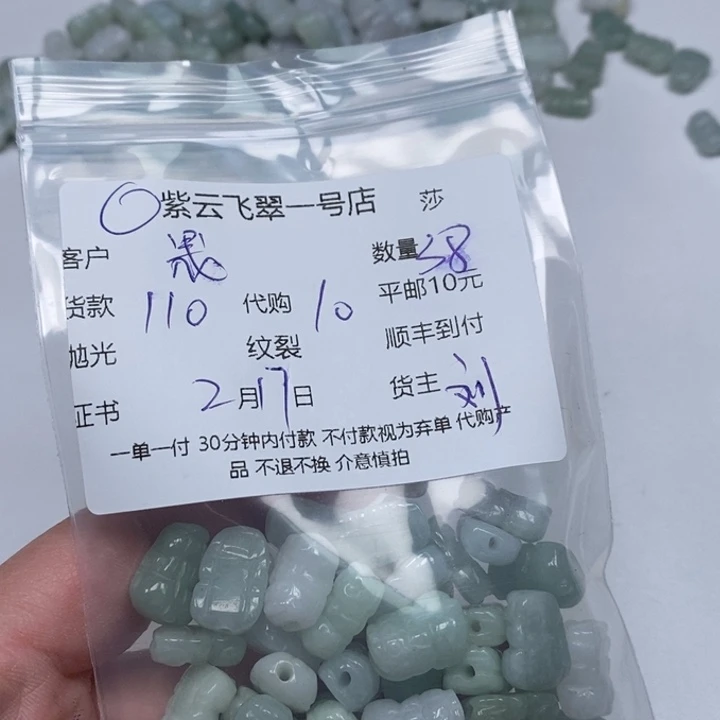 紫云飞翠一号店 莎
客户 数量 38
货款 110 代购 10 平邮10元
抛光 纹裂 顺丰到付
证书 2月17日 货主 刘
一单一付 30分钟内付款 不付款视为弃单 代购产
品 不退不换 介意慎拍